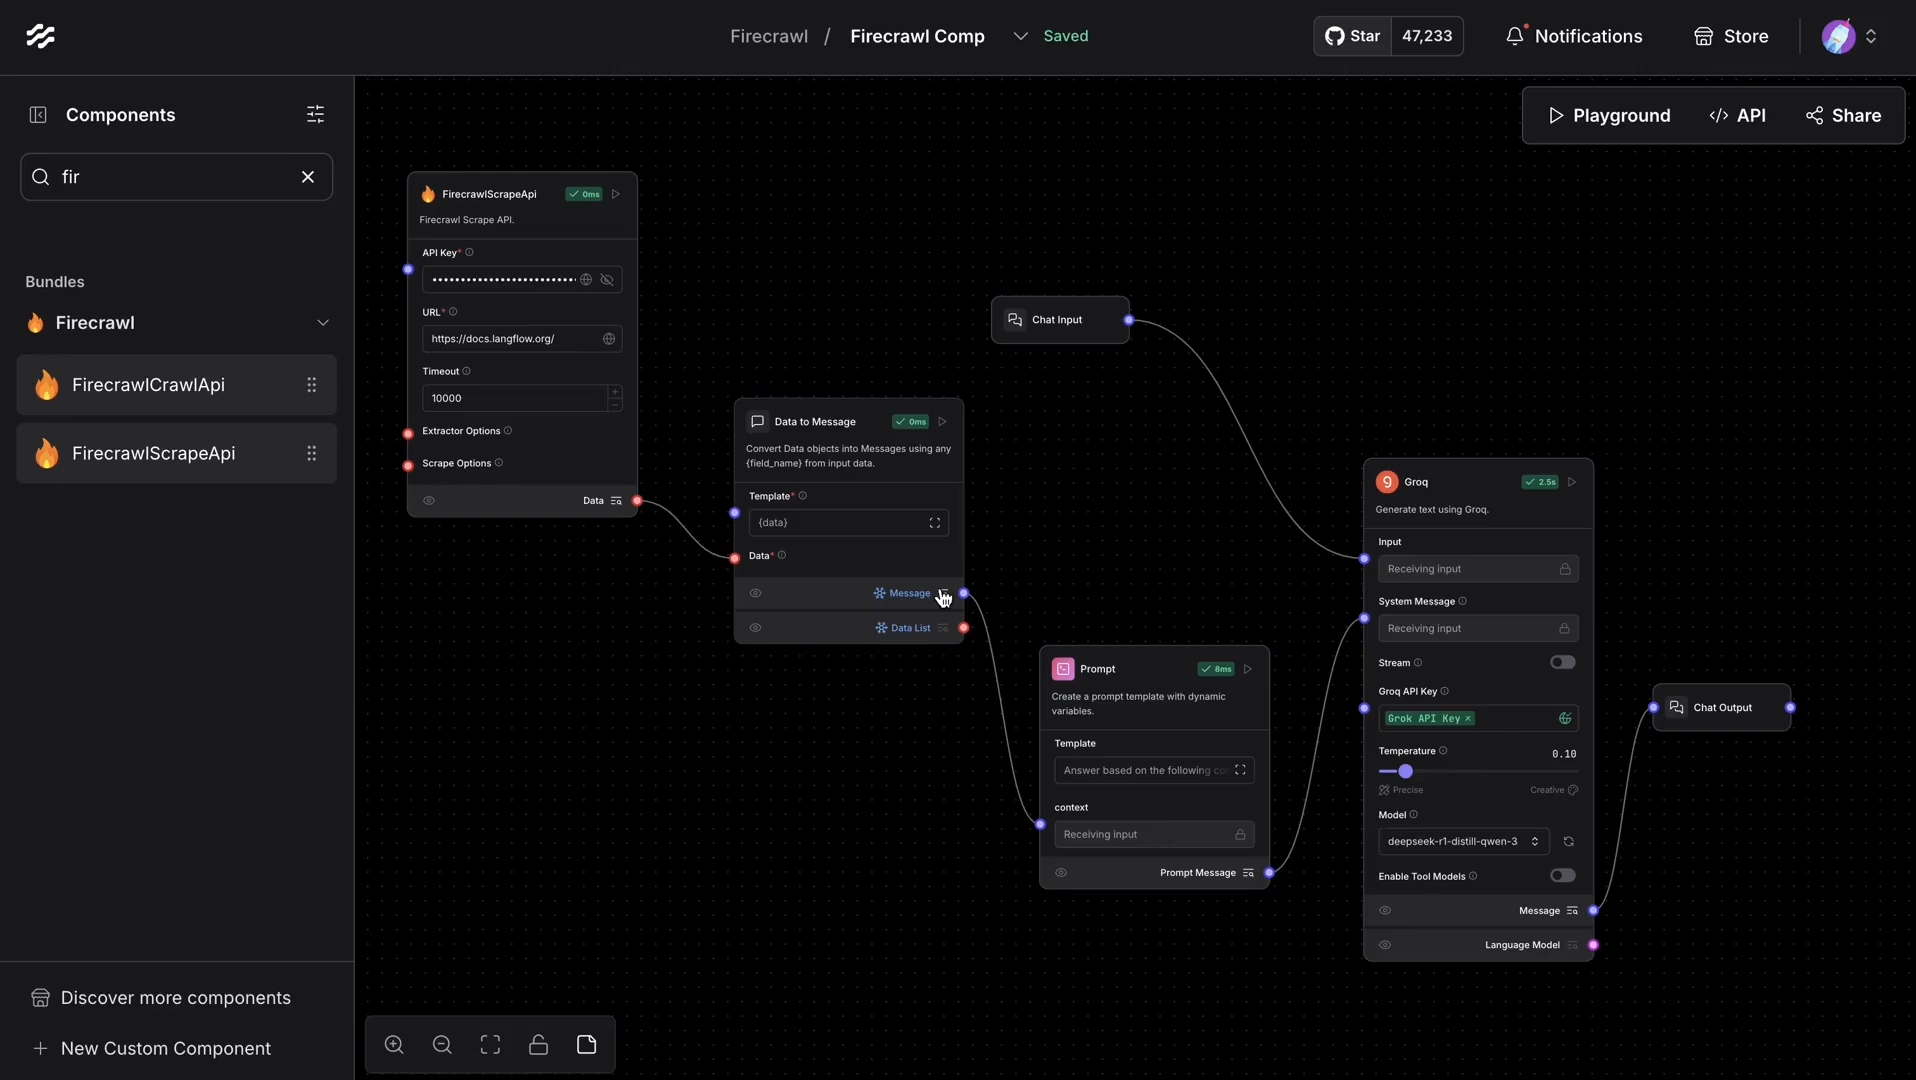 Firecrawl / Firecrawl Comp
Saved
Star 47,233
Notifications
Store
Components
fir
Bundles
Firecrawl
FirecrawlCrawlApi
FirecrawlScrapeApi
Discover more components
New Custom Component
Playground
</> API
Share
FirecrawlScrapeApi 0ms
Firecrawl Scrape API.
API Key*
URL*
https://docs.langflow.org/
Timeout
10000
Extractor Options
Scrape Options
Data
Data to Message 0ms
Convert Data objects into Messages using any
{field_name} from input data.
Template*
{data}
Data*
Message
Data List
Chat Input
Prompt 8ms
Create a prompt template with dynamic
variables.
Template
Answer based on the following co
context
Receiving input
Prompt Message
Groq 2.5s
Generate text using Groq.
Input
Receiving input
System Message
Receiving input
Stream
Groq API Key
Grok API Key ×
Temperature 0.10
Precise Creative
Model
deepseek-r1-distill-qwen-3
Enable Tool Models
Message
Language Model
Chat Output